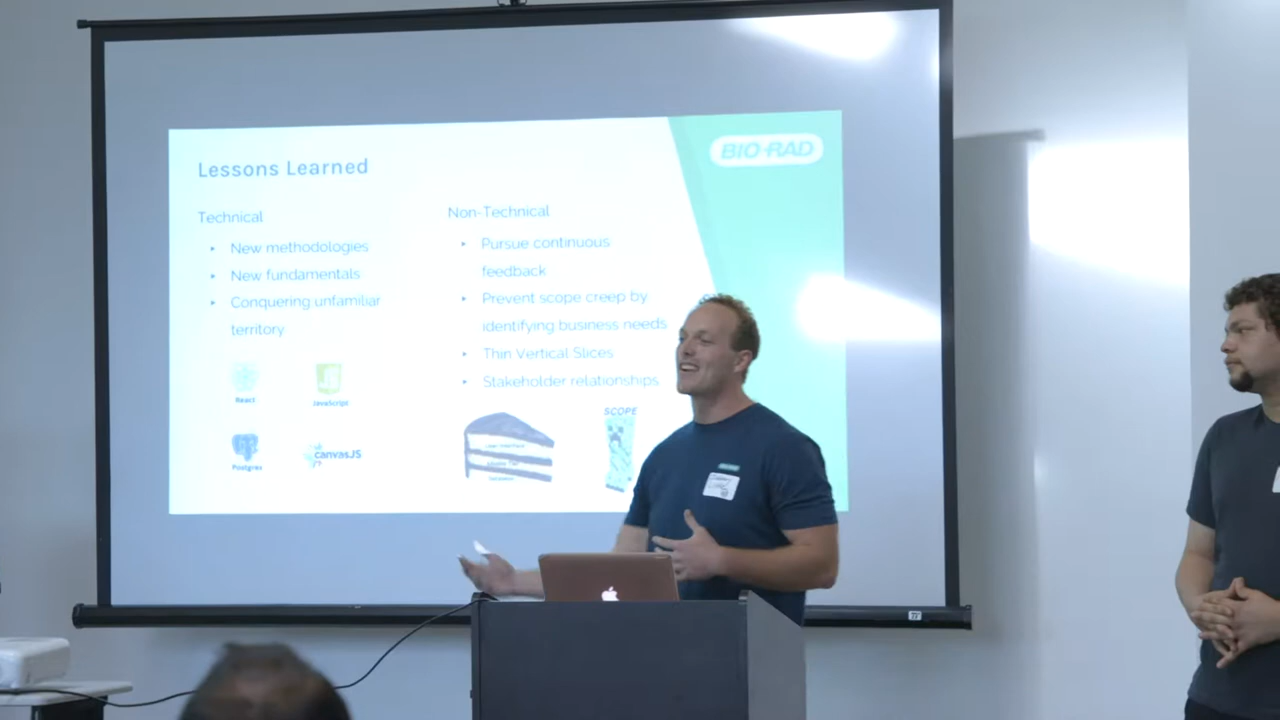 BIO-RAD
Lessons Learned
Technical
New methodologies
New fundamentals
Conquering unfamiliar
territory
React
JavaScript
Postgres
canvasJS
Non-Technical
Pursue continuous
feedback
Prevent scope creep by
identifying business needs
Thin Vertical Slices
Stakeholder relationships
SCOPE